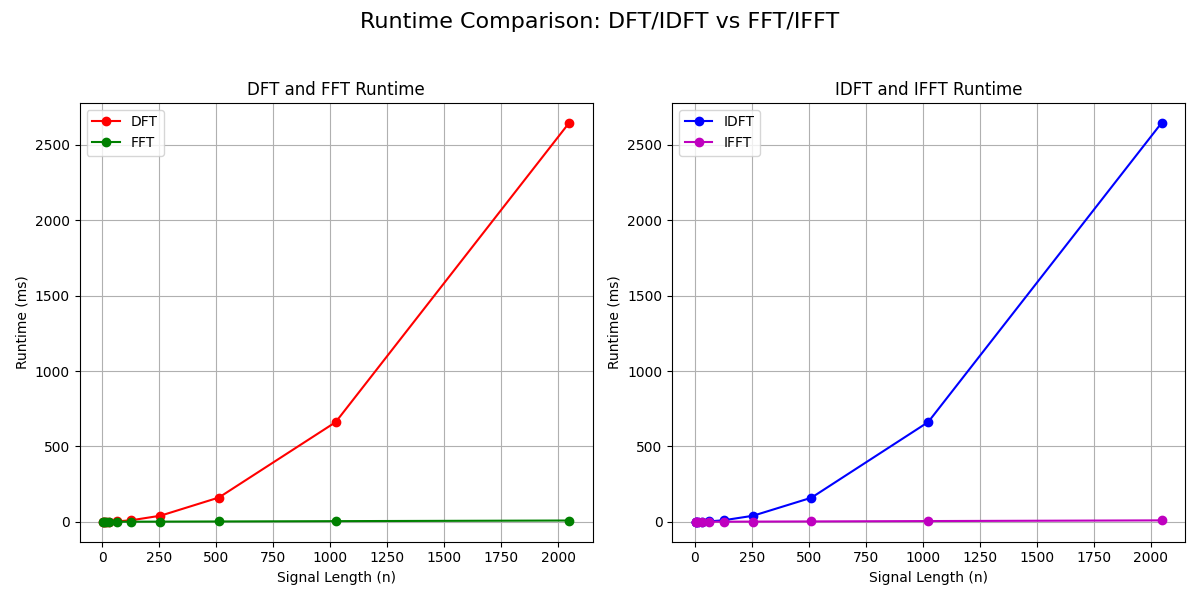 Runtime Comparison: DFT/IDFT vs FFT/IFFT
DFT and FFT Runtime
DFT
FFT
Runtime (ms)
2500
2000
1500
1000
500
0
0 250 500 750 1000 1250 1500 1750 2000
Signal Length (n)
IDFT and IFFT Runtime
IDFT
IFFT
Runtime (ms)
2500
2000
1500
1000
500
0
0 250 500 750 1000 1250 1500 1750 2000
Signal Length (n)